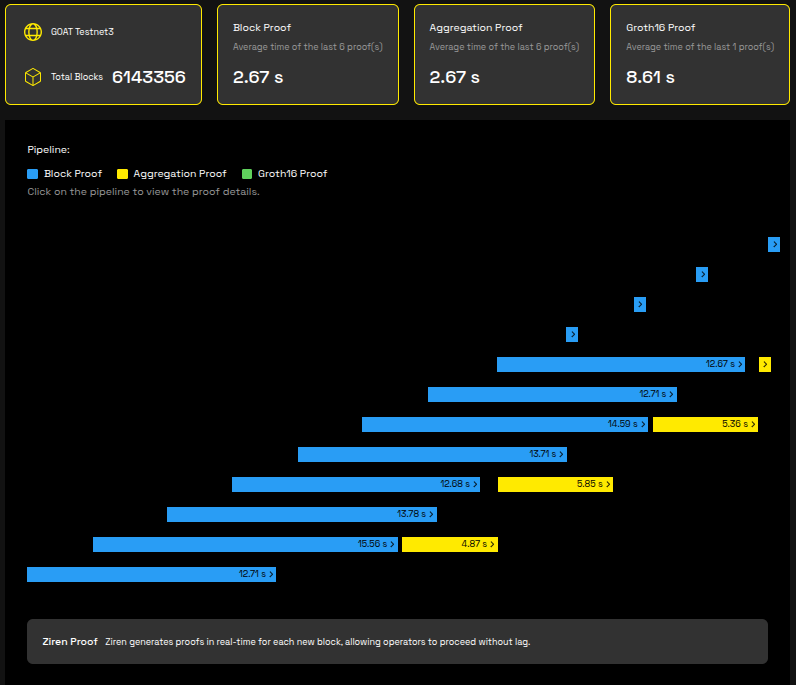 GOAT Testnet3
Total Blocks 6143356
Block Proof
Average time of the last 6 proof(s)
2.67 s
Aggregation Proof
Average time of the last 6 proof(s)
2.67 s
Groth16 Proof
Average time of the last 1 proof(s)
8.61 s
Pipeline:
Block Proof Aggregation Proof Groth16 Proof
Click on the pipeline to view the proof details.
12.67 s
12.71 s
14.59 s 5.36 s
13.71 s
12.68 s 5.85 s
13.78 s
15.56 s 4.87 s
12.71 s
Ziren Proof Ziren generates proofs in real-time for each new block, allowing operators to proceed without lag.